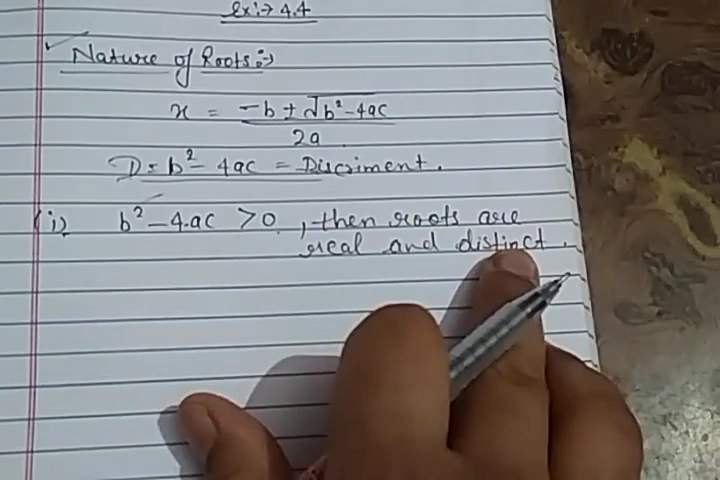 Ex:→ 4.4
Nature of Roots:→
x = -b ± √b² - 4ac / 2a
D = b² - 4ac = Discriment.
(i) b² - 4ac > 0, then roots are
real and distinct.